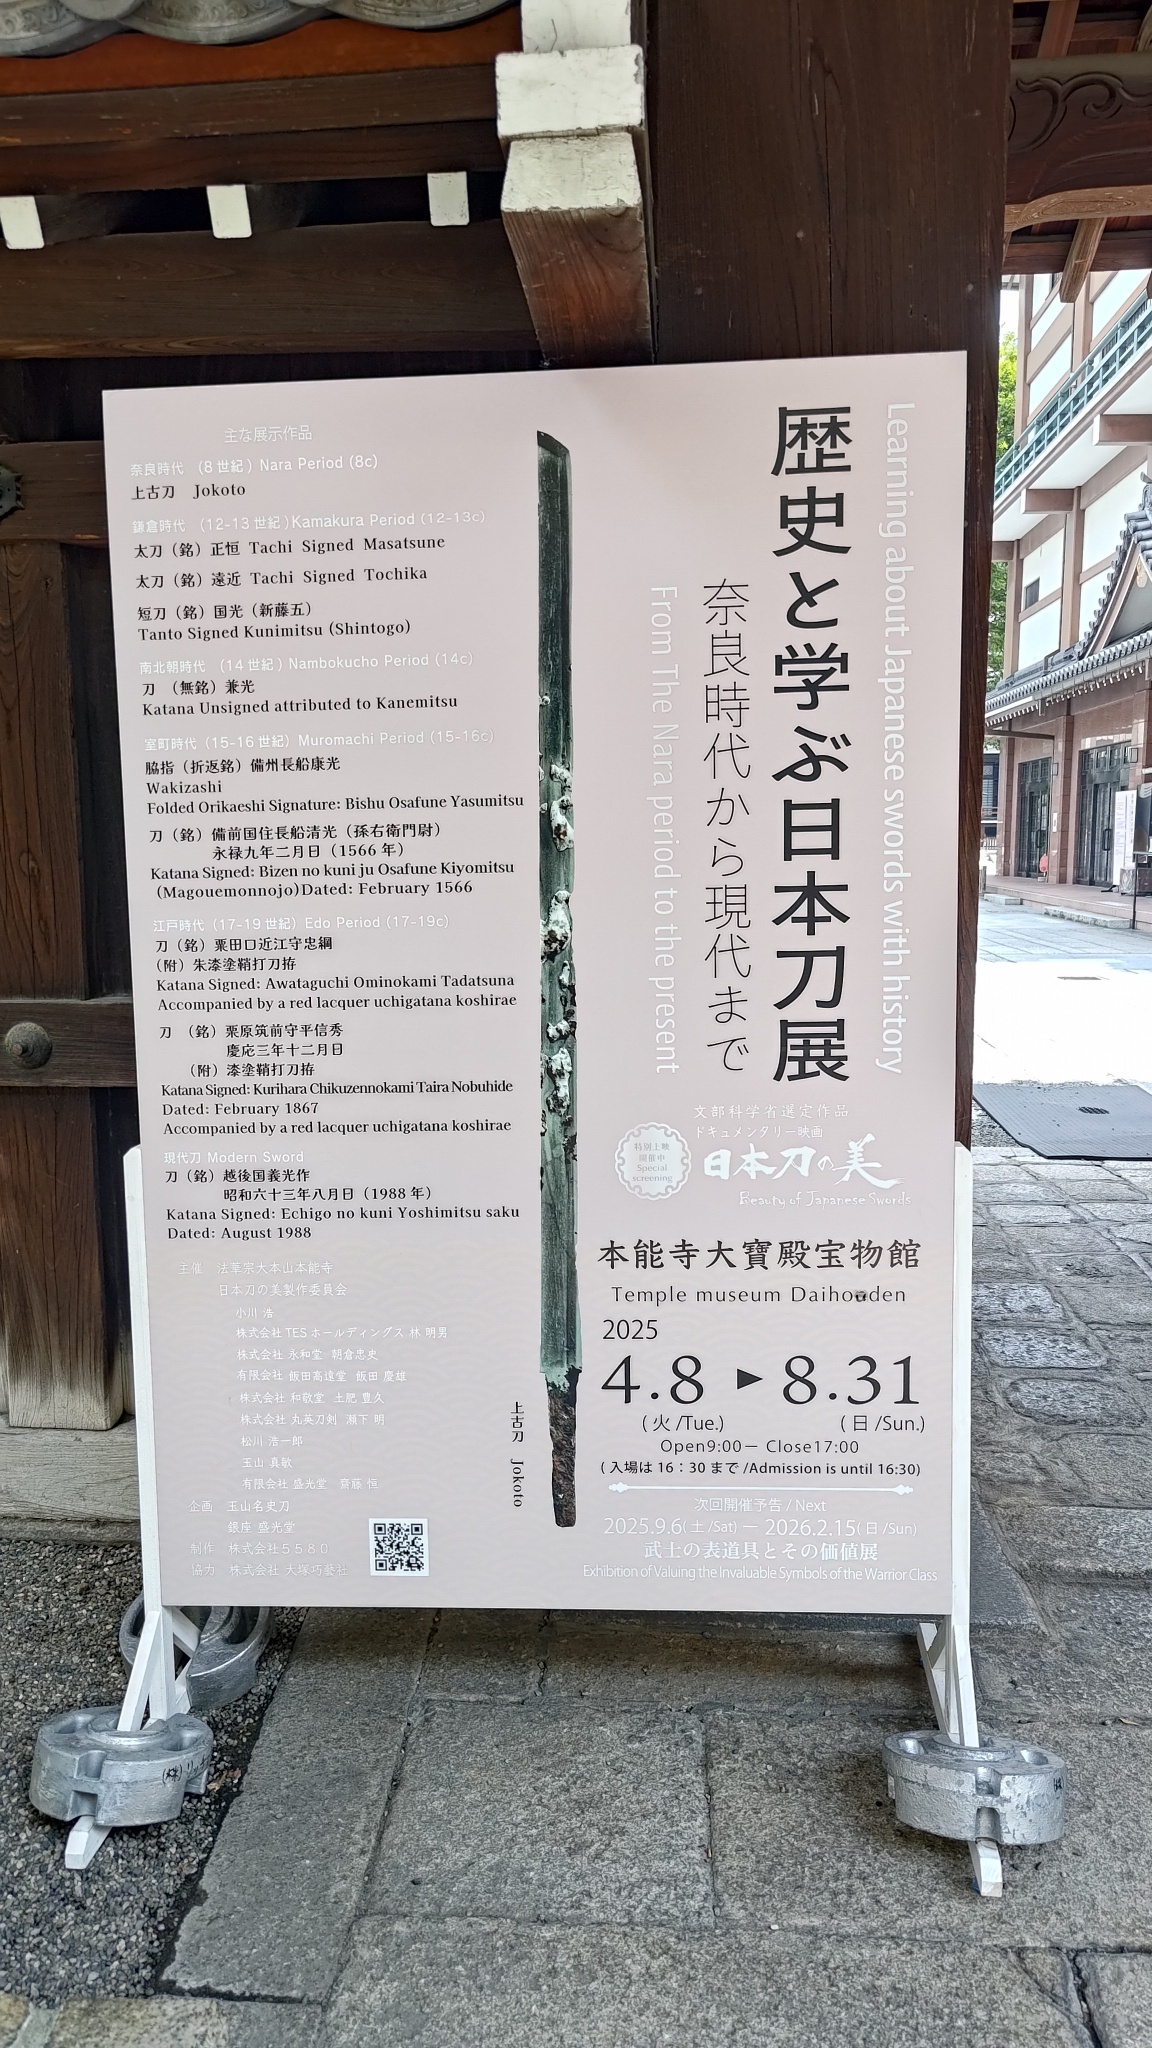 主な展示作品
奈良時代 (8世紀) Nara Period (8c)
上古刀 Jokoto
鎌倉時代 (12-13世紀)Kamakura Period (12-13c)
太刀（銘）正恒 Tachi Signed Masatsune
太刀（銘）遠近 Tachi Signed Tochika
短刀（銘）国光（新藤五）
Tanto Signed Kunimitsu (Shintogo)
南北朝時代 (14世紀) Nambokucho Period (14c)
刀 （無銘）兼光
Katana Unsigned attributed to Kanemitsu
室町時代 (15-16世紀) Muromachi Period (15-16c)
脇指（折返銘）備州長船康光
Wakizashi
Folded Orikaeshi Signature: Bishu Osafune Yasumitsu
刀（銘）備前国住長船清光（孫右衛門尉）
永禄九年二月日（1566年）
Katana Signed: Bizen no kuni ju Osafune Kiyomitsu
(Magouemonnojo)Dated: February 1566
江戸時代 (17-19世紀) Edo Period (17-19c)
刀（銘）粟田口近江守忠綱
（附）朱漆塗鞘打刀拵
Katana Signed: Awataguchi Ominokami Tadatsuna
Accompanied by a red lacquer uchigatana koshirae
刀 （銘）栗原筑前守平信秀
慶応三年十二月日
（附）漆塗鞘打刀拵
Katana Signed: Kurihara Chikuzennokami Taira Nobuhide
Dated: February 1867
Accompanied by a red lacquer uchigatana koshirae
現代刀 Modern Sword
刀（銘）越後国義光作
昭和六十三年八月日（1988年）
Katana Signed: Echigo no kuni Yoshimitsu saku
Dated: August 1988
主催 法華宗大本山本能寺
日本刀の美製作委員会
小川 浩
株式会社 TESホールディングス 林 明男
株式会社 永和堂 朝倉忠史
有限会社 飯田高遠堂 飯田 慶雄
株式会社 和敬堂 土肥 豊久
株式会社 丸英刀剣 瀬下 明
松川 浩一郎
玉山 真敏
有限会社 盛光堂 齋藤 恒
企画 玉山名史刀
銀座 盛光堂
制作 株式会社5580
協力 株式会社 大塚巧藝社
上古刀 Jokoto
Learning about Japanese swords with history
歴史と学ぶ日本刀展
奈良時代から現代まで
From The Nara period to the present
文部科学省選定作品
ドキュメンタリー映画
日本刀の美
Beauty of Japanese Swords
特別上映
開催中
Special
screening
本能寺大寶殿宝物館
Temple museum Daihouden
2025
4.8 ▶ 8.31
(火/Tue.) (日/Sun.)
Open9:00－ Close17:00
(入場は16：30まで/Admission is until 16:30)
次回開催予告 / Next
2025.9.6(土/Sat) ― 2026.2.15(日/Sun)
武士の表道具とその価値展
Exhibition of Valuing the Invaluable Symbols of the Warrior Class